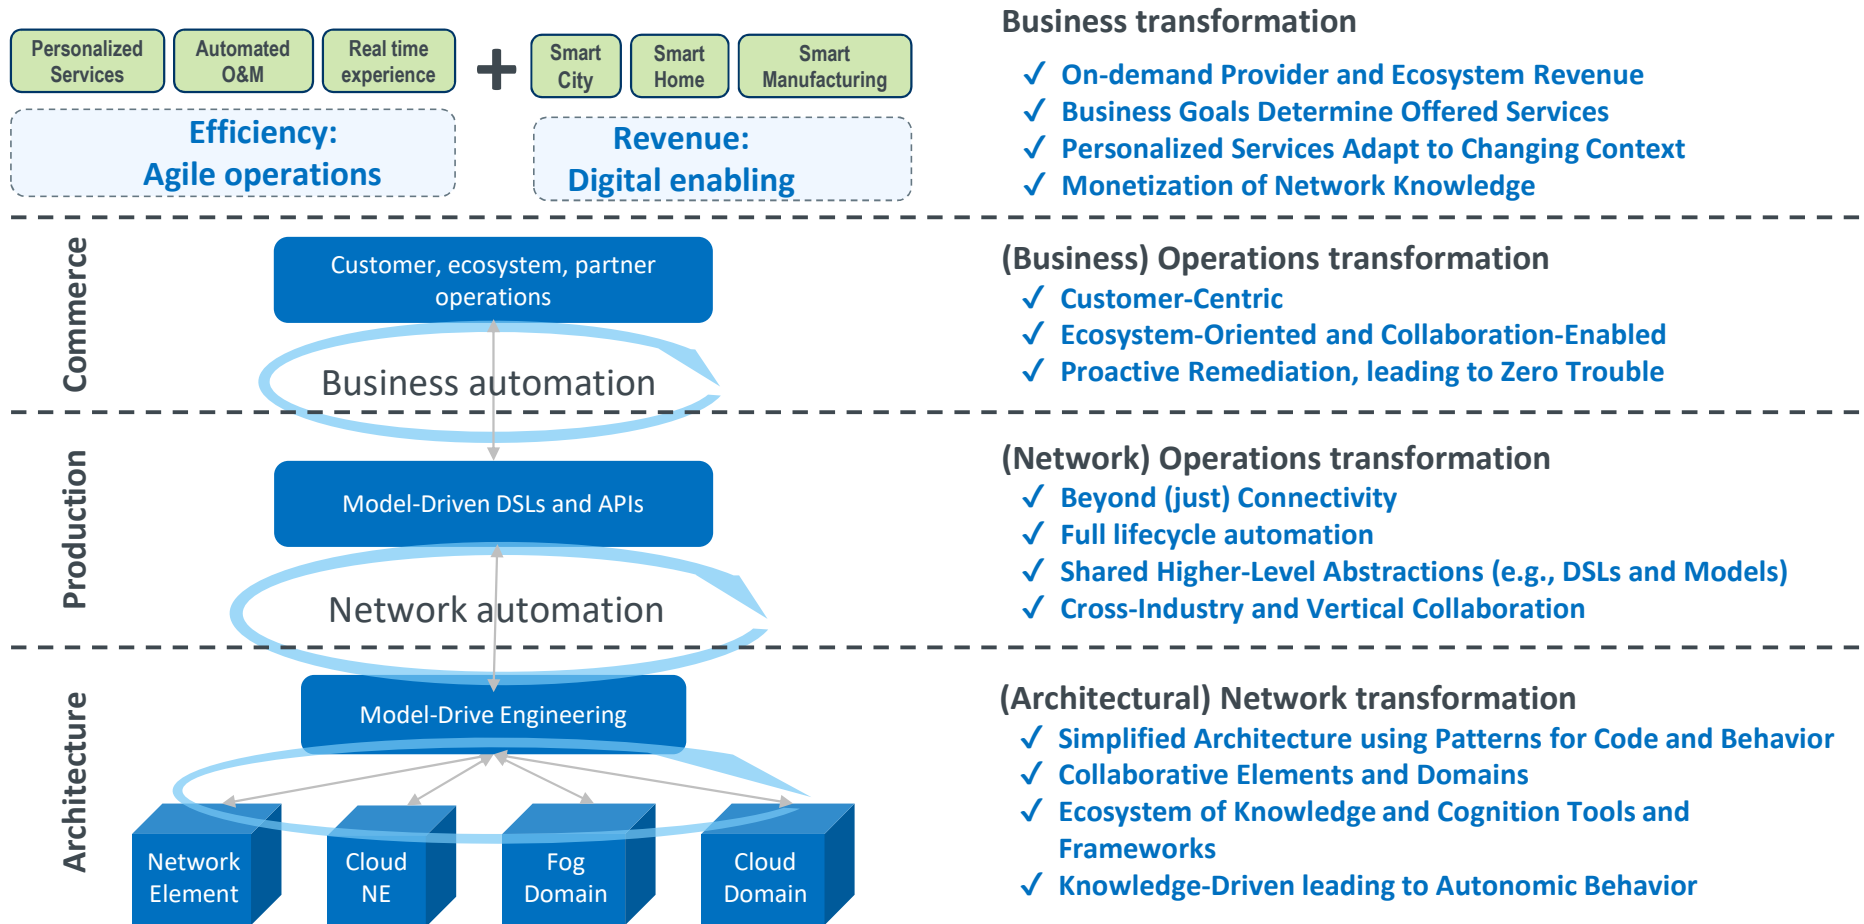 Personalized
Services
Automated
O&M
Real time
experience
+
Smart
City
Smart
Home
Smart
Manufacturing
Efficiency:
Agile operations
Revenue:
Digital enabling
Business transformation
✓ On-demand Provider and Ecosystem Revenue
✓ Business Goals Determine Offered Services
✓ Personalized Services Adapt to Changing Context
✓ Monetization of Network Knowledge
Commerce
Customer, ecosystem, partner
operations
Business automation
(Business) Operations transformation
✓ Customer-Centric
✓ Ecosystem-Oriented and Collaboration-Enabled
✓ Proactive Remediation, leading to Zero Trouble
Production
Model-Driven DSLs and APIs
Network automation
(Network) Operations transformation
✓ Beyond (just) Connectivity
✓ Full lifecycle automation
✓ Shared Higher-Level Abstractions (e.g., DSLs and Models)
✓ Cross-Industry and Vertical Collaboration
Architecture
Model-Drive Engineering
Network
Element
Cloud
NE
Fog
Domain
Cloud
Domain
(Architectural) Network transformation
✓ Simplified Architecture using Patterns for Code and Behavior
✓ Collaborative Elements and Domains
✓ Ecosystem of Knowledge and Cognition Tools and
Frameworks
✓ Knowledge-Driven leading to Autonomic Behavior